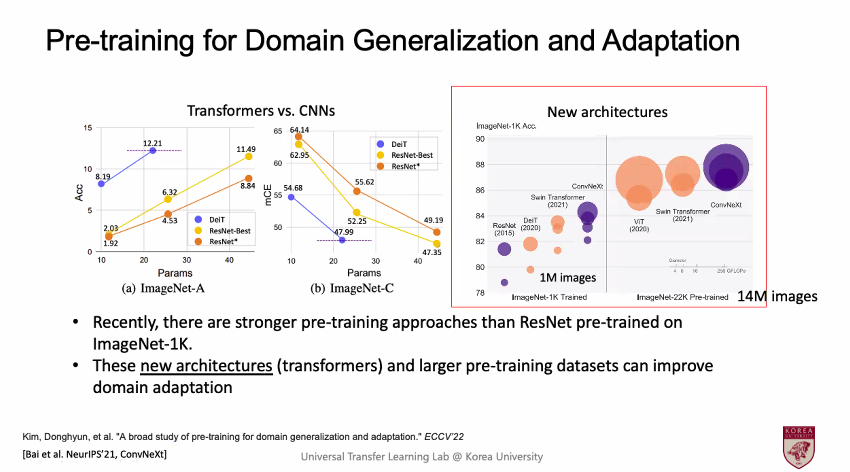 Pre-training for Domain Generalization and Adaptation
Transformers vs. CNNs
15
10
5
0
Acc
8.19
12.21
2.03
1.92
6.32
4.53
11.49
8.84
DeiT
ResNet-Best
ResNet*
10
20
30
40
Params
(a) ImageNet-A
65
60
55
50
mCE
64.14
62.95
54.68
55.62
52.25
47.99
49.19
47.35
DeiT
ResNet-Best
ResNet*
10
20
30
40
Params
(b) ImageNet-C
New architectures
ImageNet-1K Acc.
90
88
86
84
82
80
78
ResNet
(2015)
DeiT
(2020)
Swin Transformer
(2021)
ConvNeXt
ViT
(2020)
Swin Transformer
(2021)
ConvNeXt
Diameter
4 8 16 256 GFLOPs
1M images
ImageNet-1K Trained
ImageNet-22K Pre-trained
14M images
• Recently, there are stronger pre-training approaches than ResNet pre-trained on
ImageNet-1K.
• These new architectures (transformers) and larger pre-training datasets can improve
domain adaptation
Kim, Donghyun, et al. "A broad study of pre-training for domain generalization and adaptation." ECCV'22
[Bai et al. NeurIPS'21, ConvNeXt]
Universal Transfer Learning Lab @ Korea University
KOREA